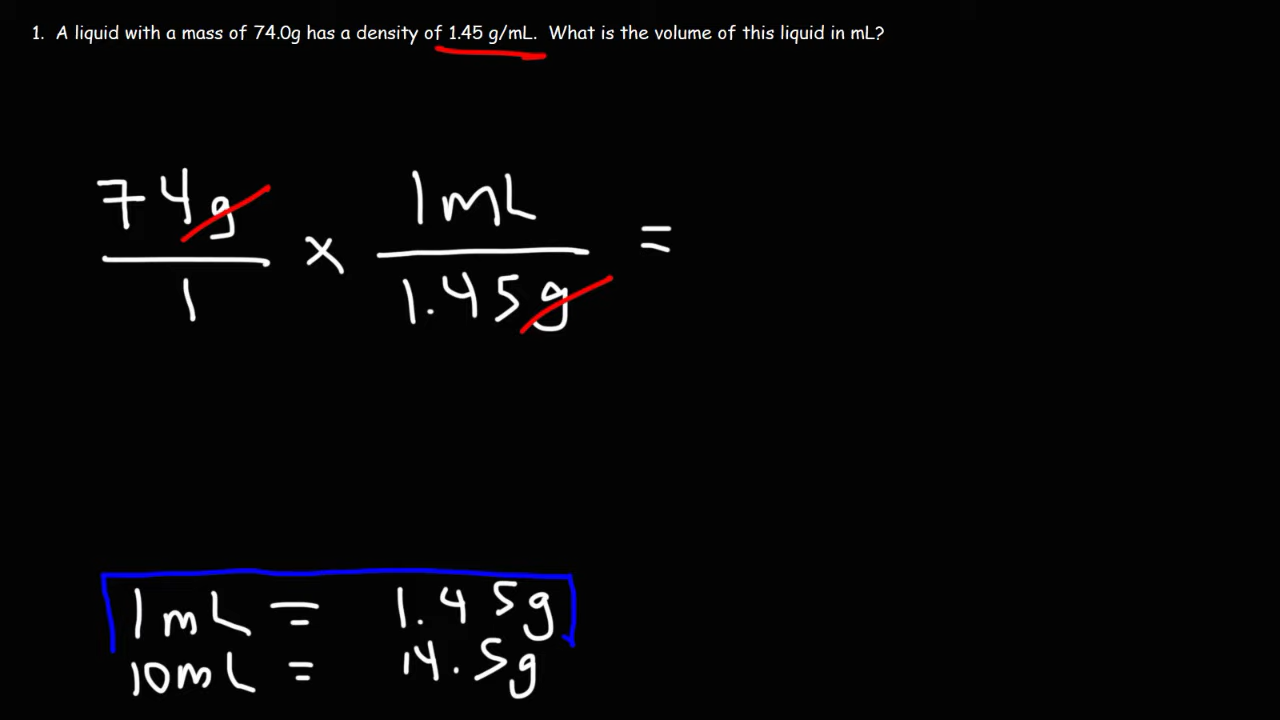 1. A liquid with a mass of 74.0g has a density of 1.45 g/mL. What is the volume of this liquid in mL?
74g
1
×
1mL
1.45g
=
1mL = 1.45g
10mL = 14.5g